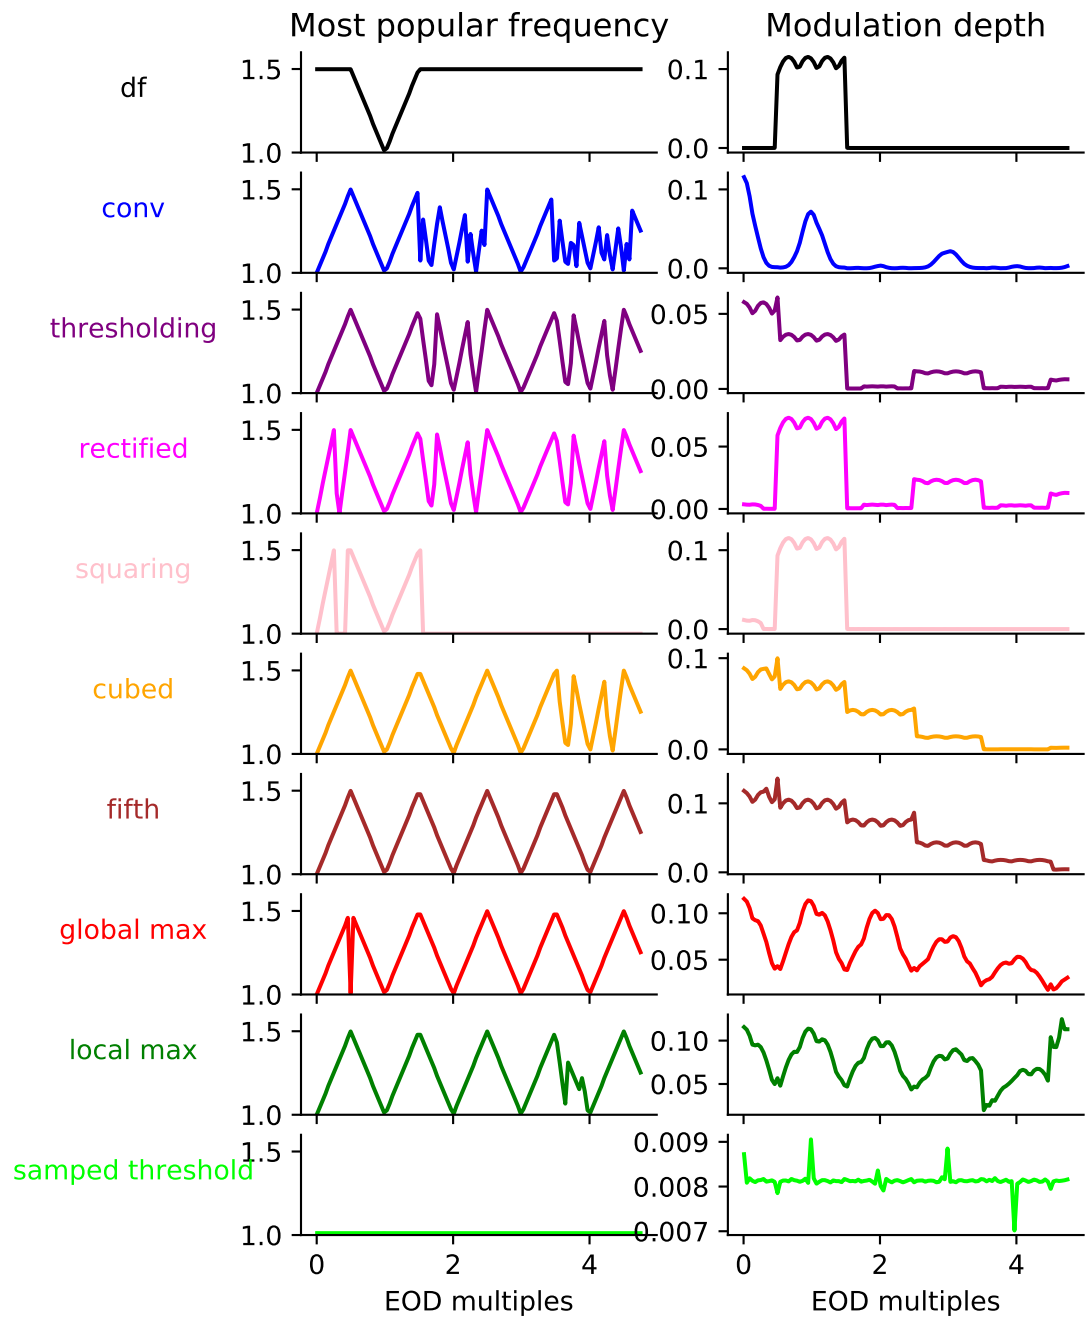 Most popular frequency Modulation depth
df 1.5 1.0 0.1 0.0
conv 1.5 1.0 0.1 0.0
thresholding 1.5 1.0 0.05 0.00
rectified 1.5 1.0 0.05 0.00
squaring 1.5 1.0 0.1 0.0
cubed 1.5 1.0 0.1 0.0
fifth 1.5 1.0 0.1 0.0
global max 1.5 1.0 0.10 0.05
local max 1.5 1.0 0.10 0.05
samped threshold 1.5 1.0 0.009 0.008 0.007
0 2 4 0 2 4
EOD multiples EOD multiples